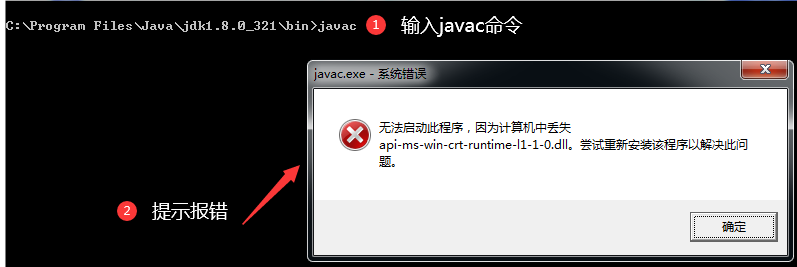 C:\Program Files\Java\jdk1.8.0_321\bin>javac 1 输入javac命令
javac.exe - 系统错误
无法启动此程序，因为计算机中丢失
api-ms-win-crt-runtime-l1-1-0.dll。尝试重新安装该程序以解决此问
题。
2 提示报错
确定